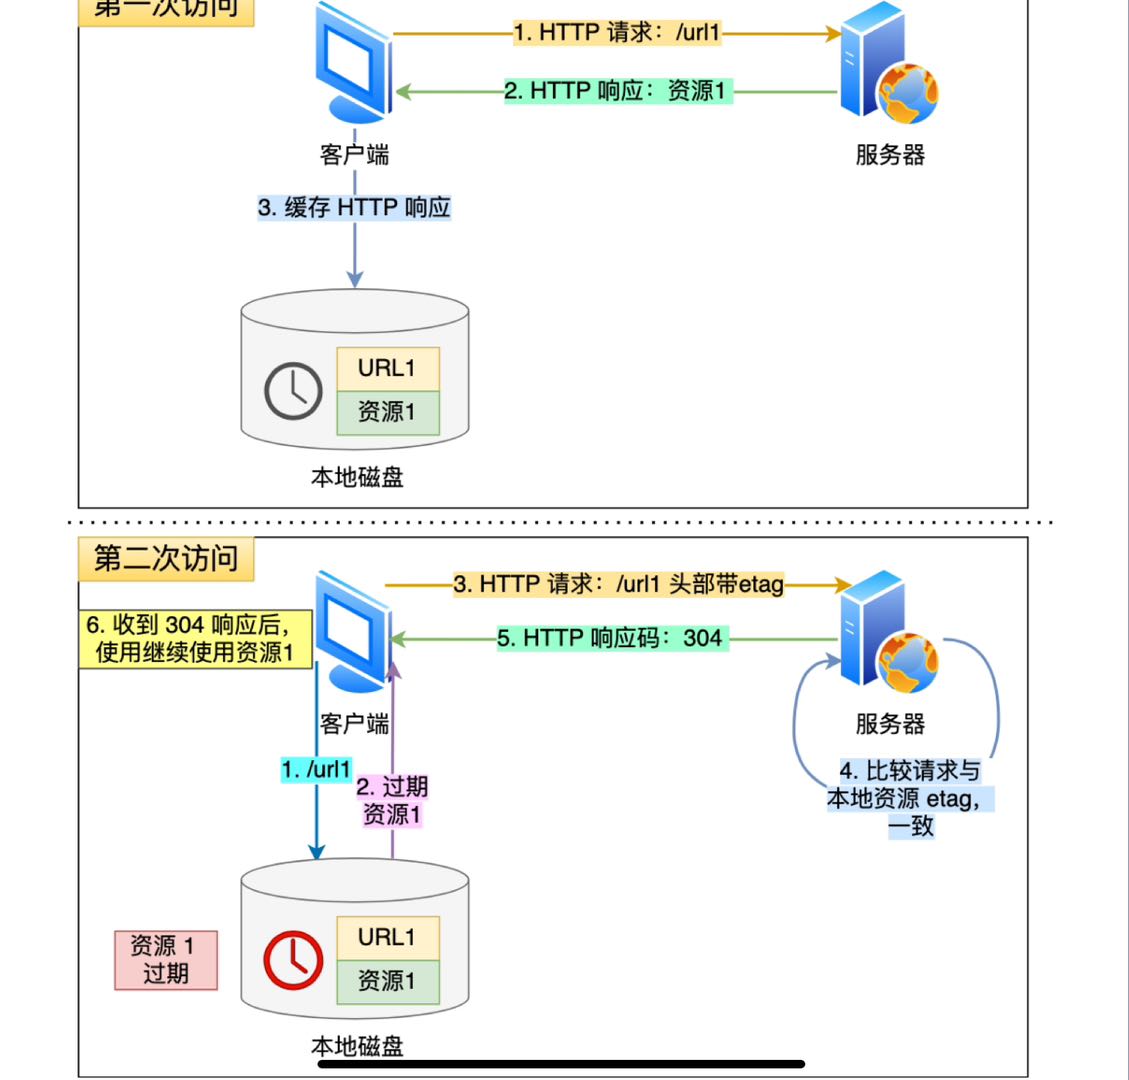 第一次访问
1. HTTP 请求：/url1
2. HTTP 响应：资源1
客户端
服务器
3. 缓存 HTTP 响应
URL1
资源1
本地磁盘
第二次访问
3. HTTP 请求：/url1 头部带etag
6. 收到 304 响应后，
使用继续使用资源1
5. HTTP 响应码：304
客户端
服务器
1. /url1
2. 过期
资源1
4. 比较请求与
本地资源 etag，
一致
URL1
资源1
资源 1
过期
本地磁盘